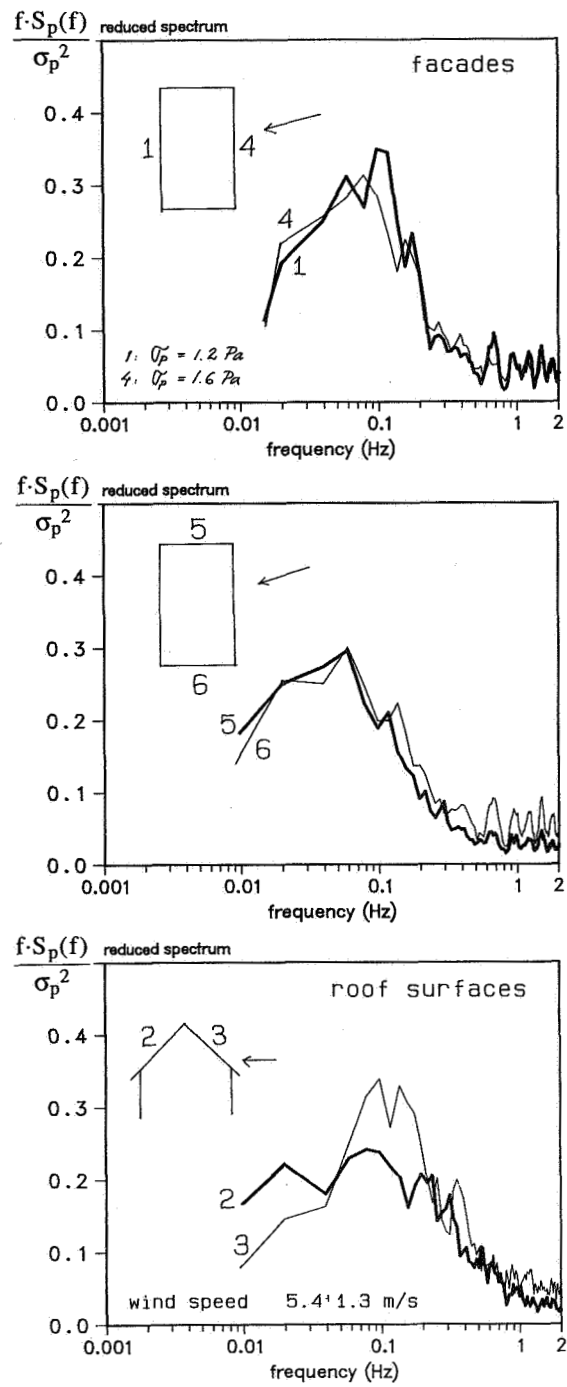 f·Sₚ(f) reduced spectrum
σₚ²
facades
0.4
1
4
0.3
4
0.2
1
0.1
1: σₚ = 1.2 Pa
4: σₚ = 1.6 Pa
0.0
0.001 0.01 0.1 1 2
frequency (Hz)
f·Sₚ(f) reduced spectrum
σₚ²
5
0.4
0.3
6
0.2
5
6
0.1
0.0
0.001 0.01 0.1 1 2
frequency (Hz)
f·Sₚ(f) reduced spectrum
σₚ²
roof surfaces
0.4
2 3
0.3
0.2
2
3
0.1
wind speed 5.4' 1.3 m/s
0.0
0.001 0.01 0.1 1 2
frequency (Hz)